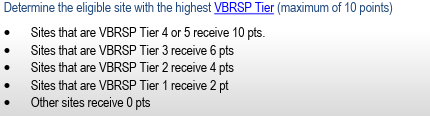 Determine the eligible site with the highest VBRSP Tier (maximum of 10 points)
• Sites that are VBRSP Tier 4 or 5 receive 10 pts.
• Sites that are VBRSP Tier 3 receive 6 pts
• Sites that are VBRSP Tier 2 receive 4 pts
• Sites that are VBRSP Tier 1 receive 2 pt
• Other sites receive 0 pts